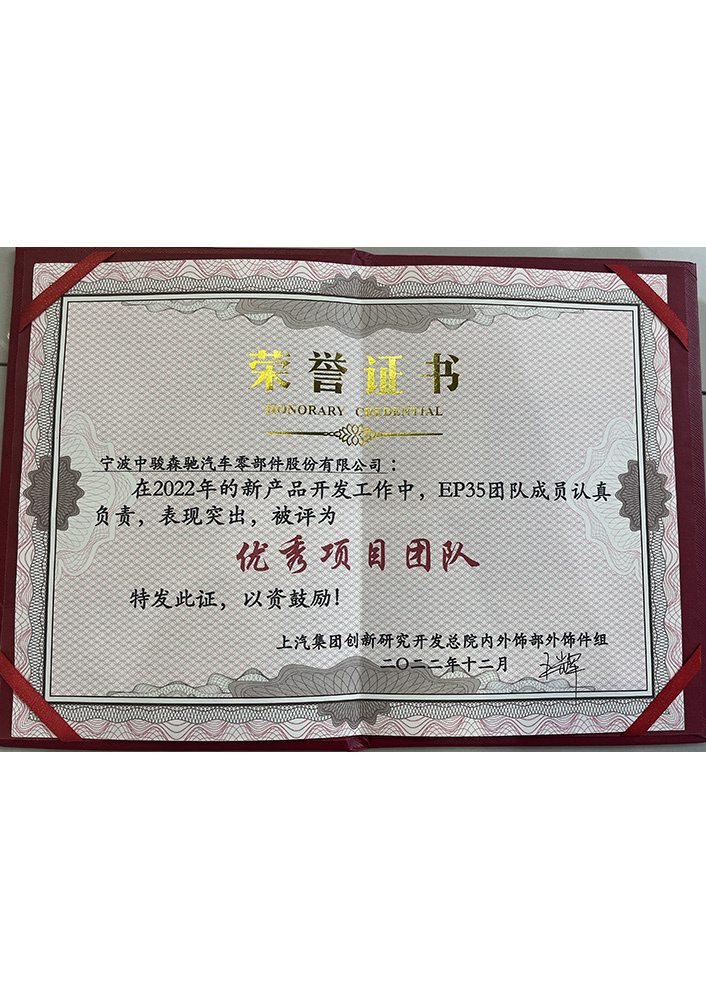 荣誉证书
HONORARY CREDENTIAL
宁波中骏森驰汽车零部件股份有限公司：
在2022年的新产品开发工作中，EP35团队成员认真
负责，表现突出，被评为
优秀项目团队
特发此证，以资鼓励！
上汽集团创新研究开发总院内外饰部外饰件组
二〇二二年十二月